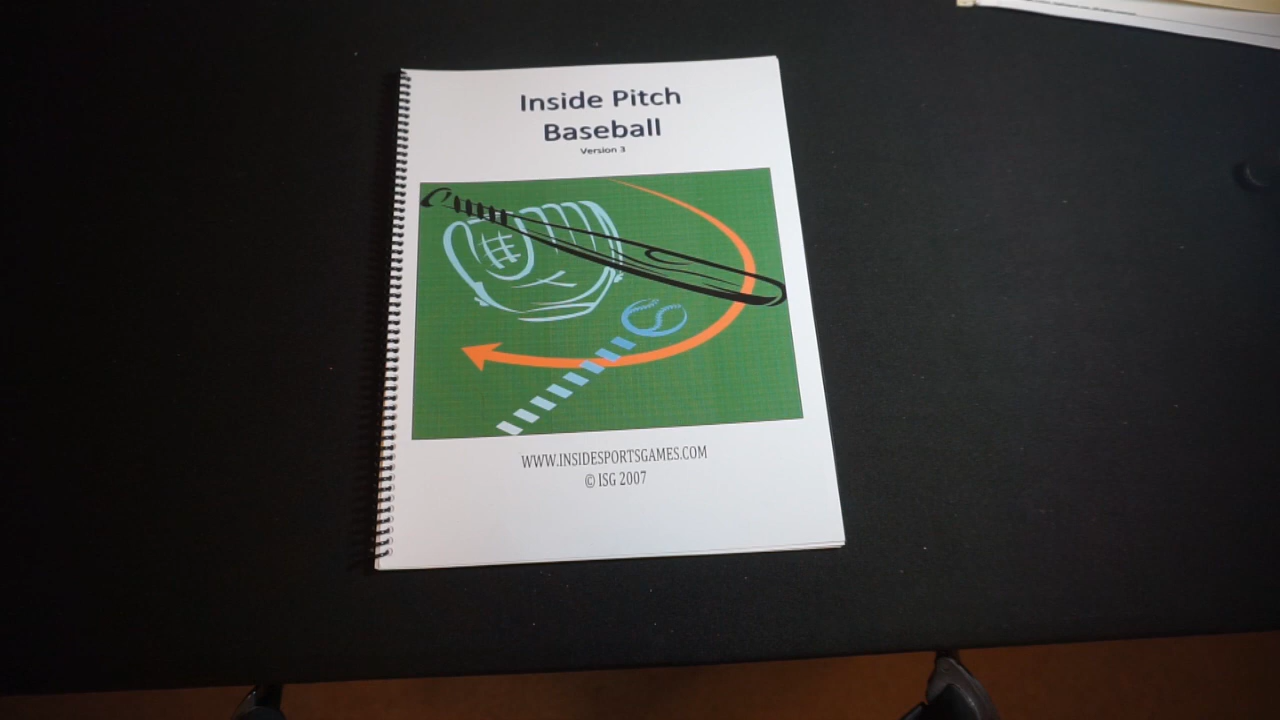 Inside Pitch
Baseball
Version 3
WWW.INSIDESPORTSGAMES.COM
© ISG 2007